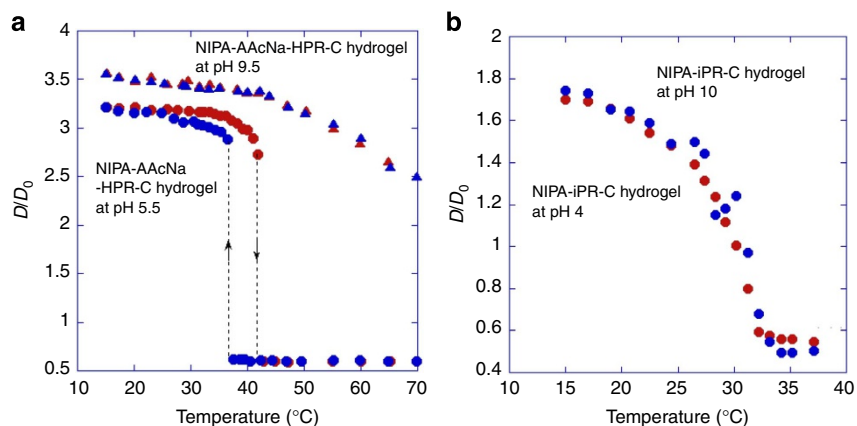 a
NIPA-AAcNa-HPR-C hydrogel
at pH 9.5
NIPA-AAcNa
-HPR-C hydrogel
at pH 5.5
4
3.5
3
2.5
2
1.5
1
0.5
D/D0
10 20 30 40 50 60 70
Temperature (°C)
b
NIPA-iPR-C hydrogel
at pH 10
NIPA-iPR-C hydrogel
at pH 4
2
1.8
1.6
1.4
1.2
1
0.8
0.6
0.4
D/D0
10 15 20 25 30 35 40
Temperature (°C)